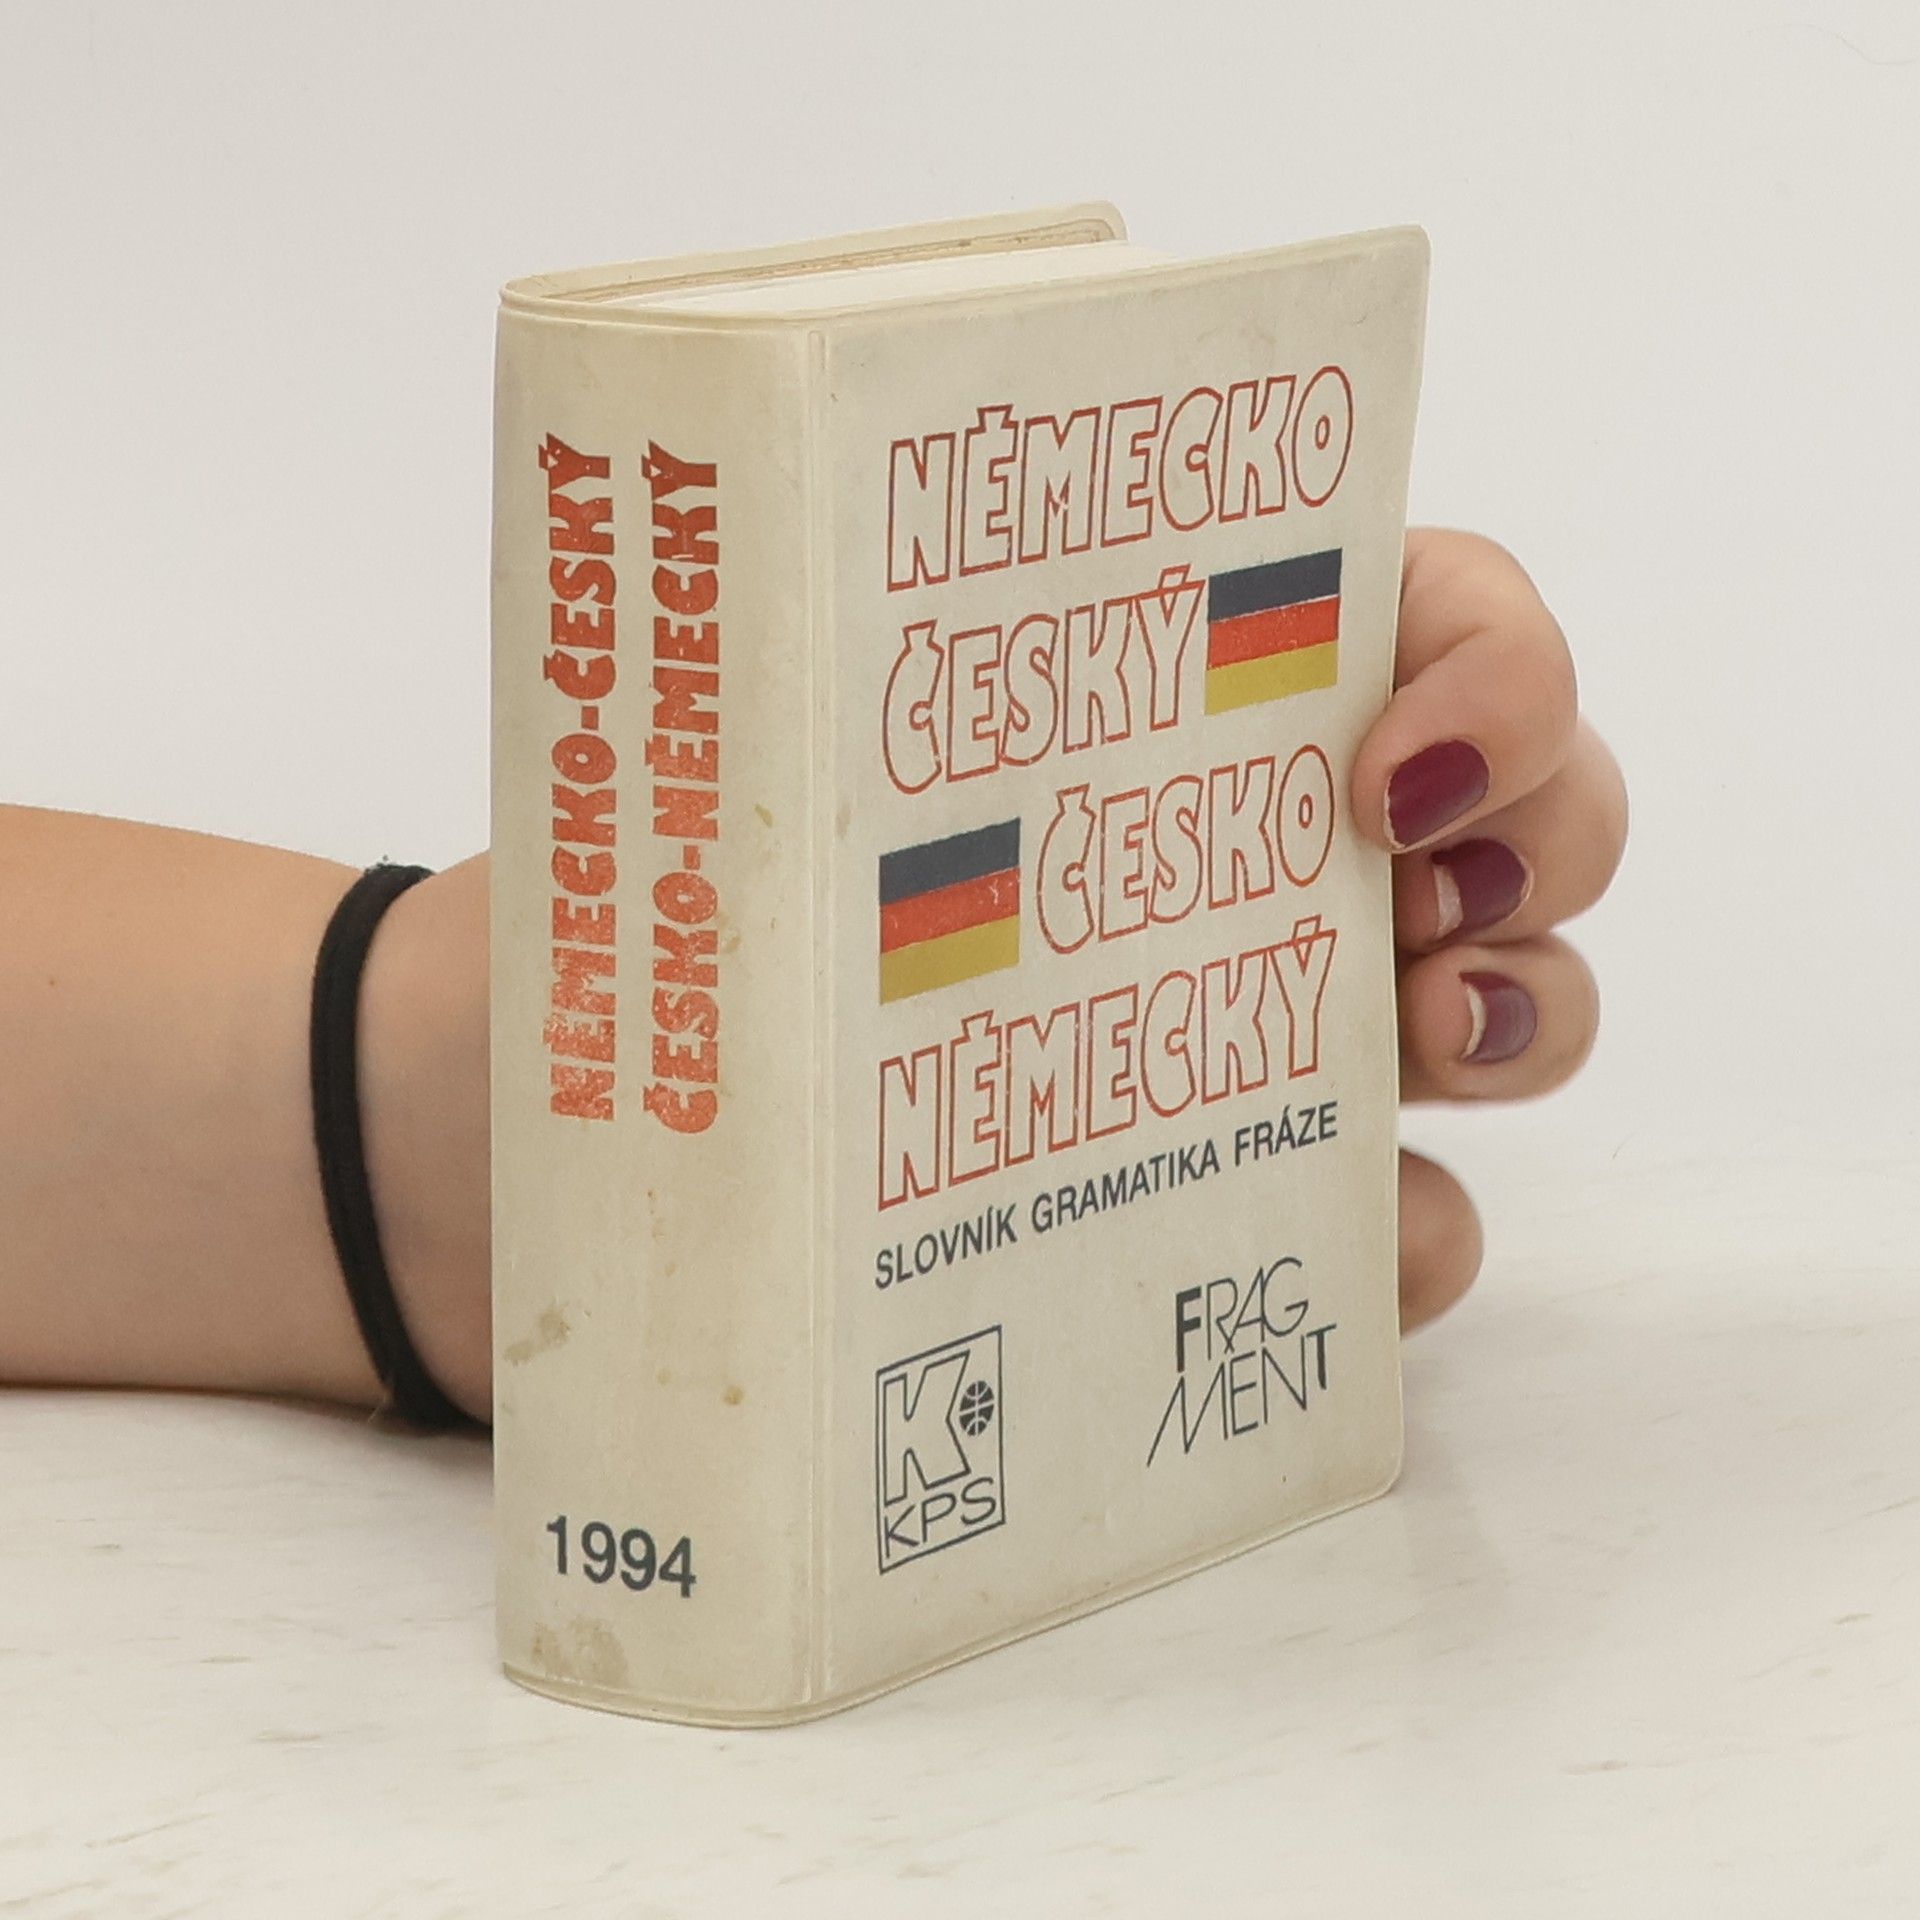 NĚMECKO-ČESKÝ
ČESKO-NĚMECKÝ
1994
NĚMECKO
ČESKÝ
ČESKO
NĚMECKÝ
SLOVNÍK GRAMATIKA FRÁZE
K
KPS
FRAG
MENT